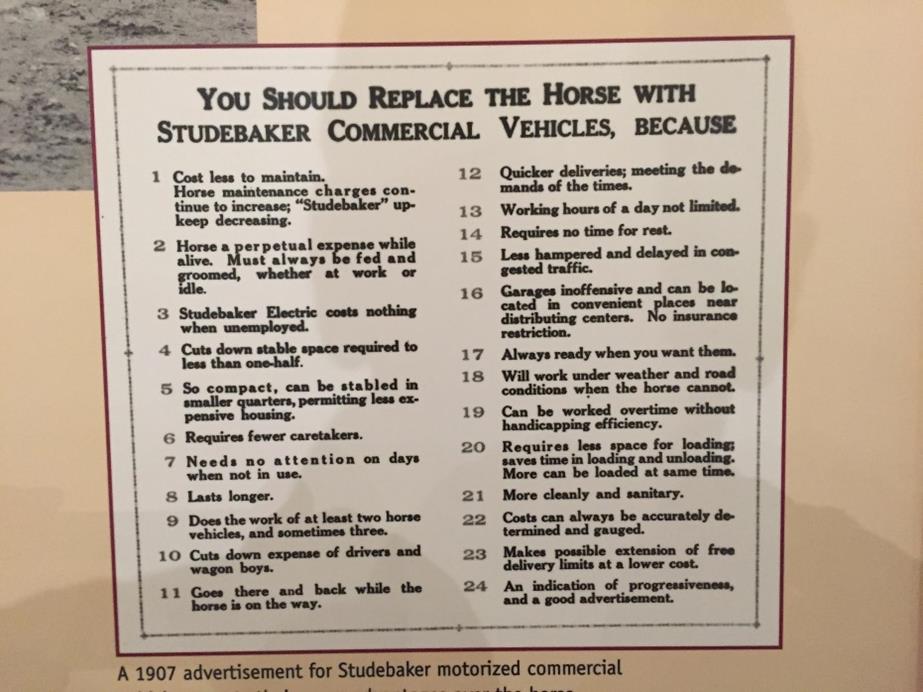 YOU SHOULD REPLACE THE HORSE WITH
STUDEBAKER COMMERCIAL VEHICLES, BECAUSE
1 Cost less to maintain.
Horse maintenance charges con-
tinue to increase; “Studebaker” up-
keep decreasing.
2 Horse a perpetual expense while
alive. Must always be fed and
groomed, whether at work or
idle.
3 Studebaker Electric costs nothing
when unemployed.
4 Cuts down stable space required to
less than one-half.
5 So compact, can be stabled in
smaller quarters, permitting less ex-
pensive housing.
6 Requires fewer caretakers.
7 Needs no attention on days
when not in use.
8 Lasts longer.
9 Does the work of at least two horse
vehicles, and sometimes three.
10 Cuts down expense of drivers and
wagon boys.
11 Goes there and back while the
horse is on the way.
12 Quicker deliveries; meeting the de-
mands of the times.
13 Working hours of a day not limited.
14 Requires no time for rest.
15 Less hampered and delayed in con-
gested traffic.
16 Garages inoffensive and can be lo-
cated in convenient places near
distributing centers. No insurance
restriction.
17 Always ready when you want them.
18 Will work under weather and road
conditions when the horse cannot.
19 Can be worked overtime without
handicapping efficiency.
20 Requires less space for loading;
saves time in loading and unloading.
More can be loaded at same time.
21 More cleanly and sanitary.
22 Costs can always be accurately de-
termined and gauged.
23 Makes possible extension of free
delivery limits at a lower cost.
24 An indication of progressiveness,
and a good advertisement.
A 1907 advertisement for Studebaker motorized commercial
over the horse